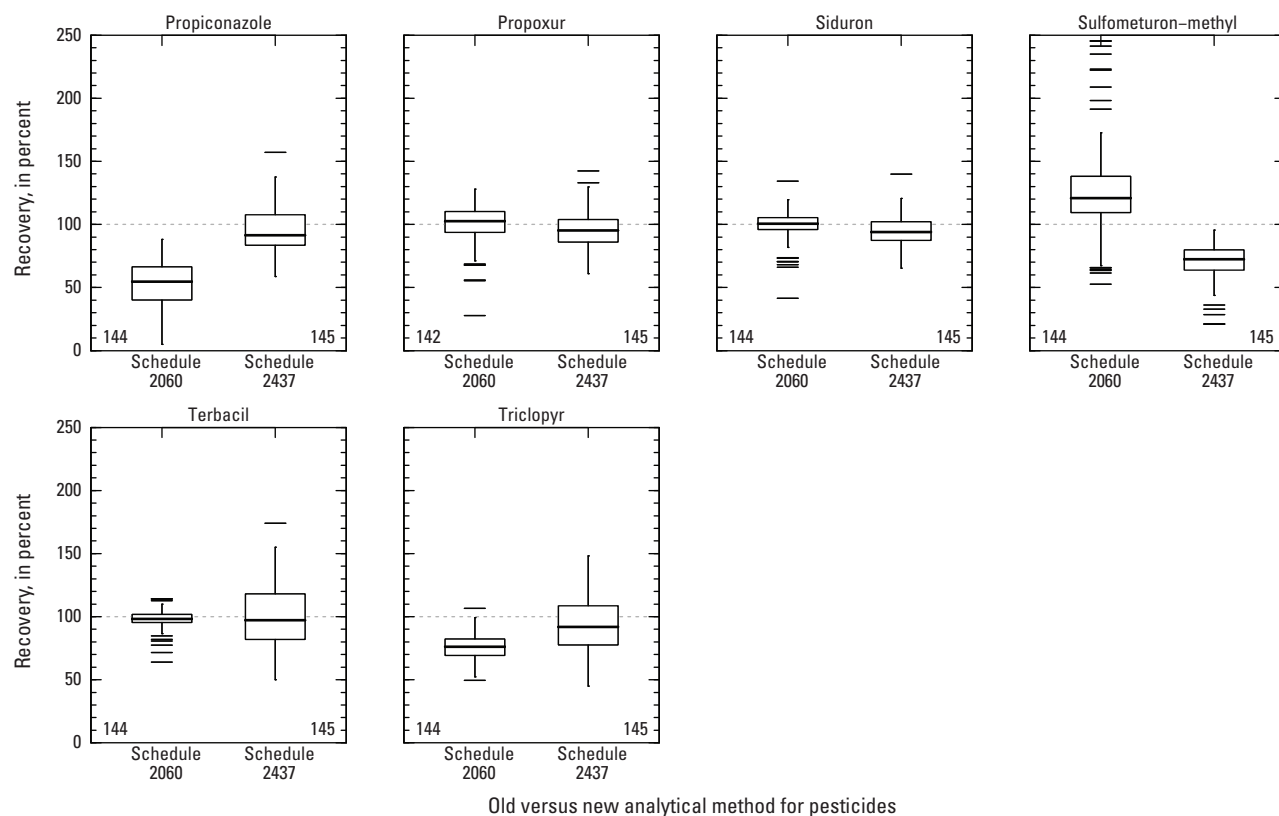 Propiconazole
Propoxur
Siduron
Sulfometuron–methyl
Recovery, in percent
250
200
150
100
50
0
144
145
142
145
144
145
144
145
Schedule
2060
Schedule
2437
Schedule
2060
Schedule
2437
Schedule
2060
Schedule
2437
Schedule
2060
Schedule
2437
Terbacil
Triclopyr
Recovery, in percent
250
200
150
100
50
0
144
145
144
145
Schedule
2060
Schedule
2437
Schedule
2060
Schedule
2437
Old versus new analytical method for pesticides